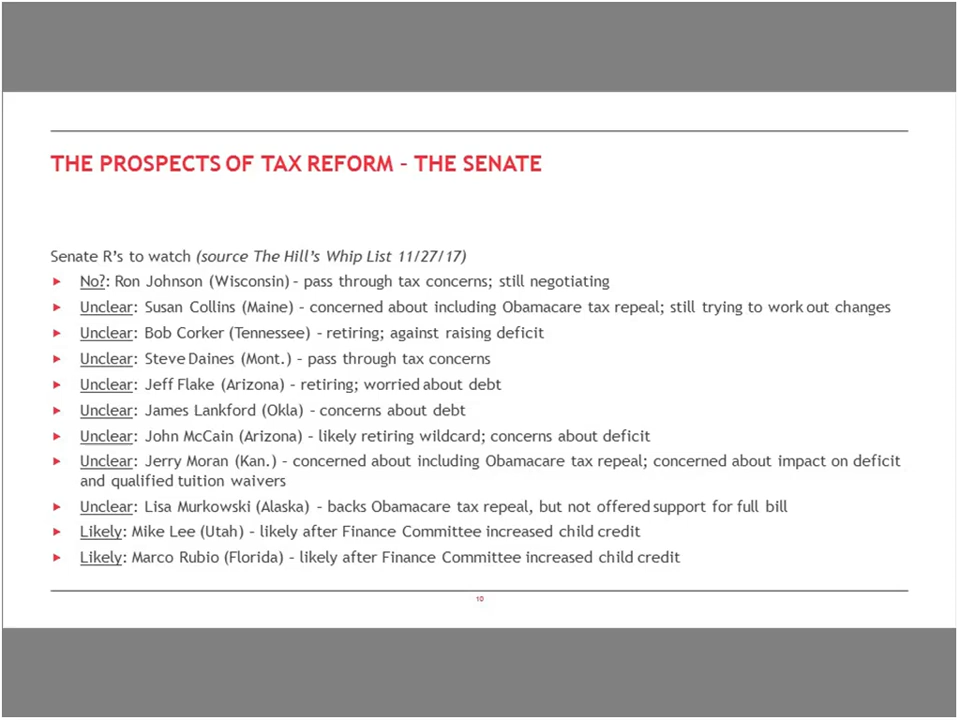 THE PROSPECTS OF TAX REFORM – THE SENATE
Senate R's to watch (source The Hill's Whip List 11/27/17)
No?: Ron Johnson (Wisconsin) – pass through tax concerns; still negotiating
Unclear: Susan Collins (Maine) – concerned about including Obamacare tax repeal; still trying to work out changes
Unclear: Bob Corker (Tennessee) – retiring; against raising deficit
Unclear: Steve Daines (Mont.) – pass through tax concerns
Unclear: Jeff Flake (Arizona) – retiring; worried about debt
Unclear: James Lankford (Okla) – concerns about debt
Unclear: John McCain (Arizona) – likely retiring wildcard; concerns about deficit
Unclear: Jerry Moran (Kan.) – concerned about including Obamacare tax repeal; concerned about impact on deficit
and qualified tuition waivers
Unclear: Lisa Murkowski (Alaska) – backs Obamacare tax repeal, but not offered support for full bill
Likely: Mike Lee (Utah) – likely after Finance Committee increased child credit
Likely: Marco Rubio (Florida) – likely after Finance Committee increased child credit
10